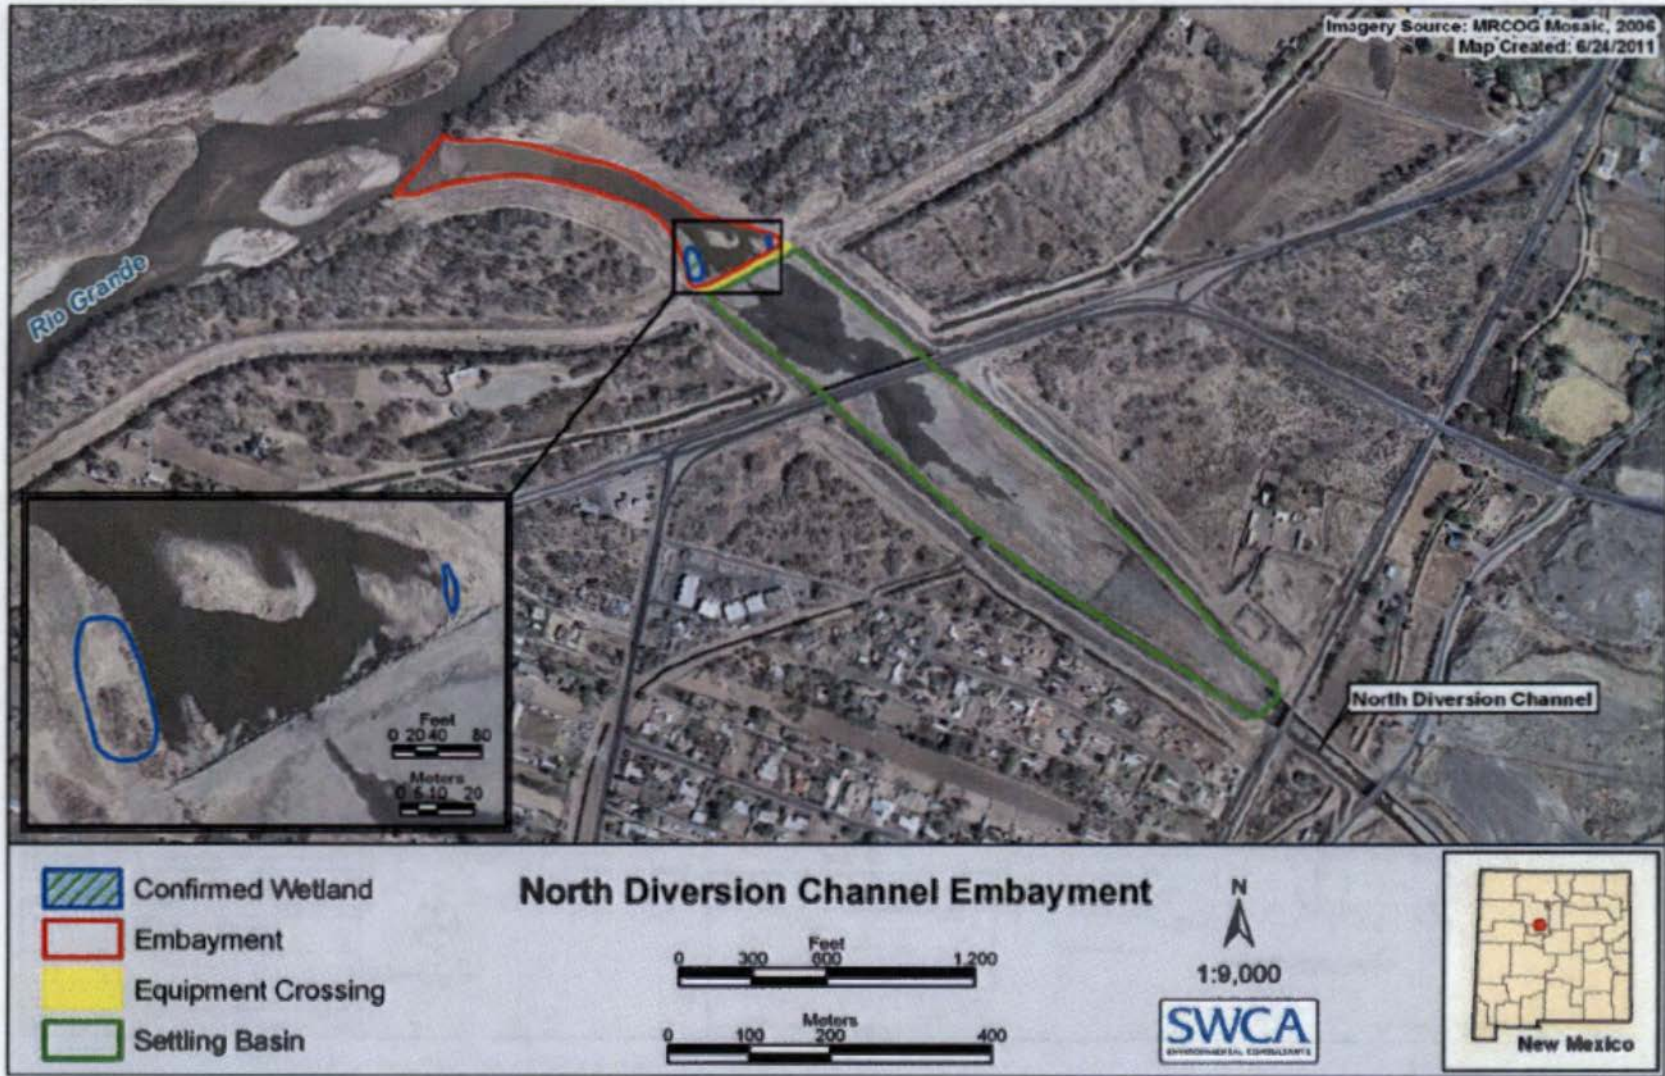 Imagery Source: MRCOG Mosaic, 2006
Map Created: 6/24/2011
Rio Grande
North Diversion Channel
Feet
0 20 40 80
Meters
0 5 10 20
Confirmed Wetland
Embayment
Equipment Crossing
Settling Basin
North Diversion Channel Embayment
Feet
0 300 600 1,200
Meters
0 100 200 400
N
1:9,000
SWCA
ENVIRONMENTAL CONSULTANTS
New Mexico